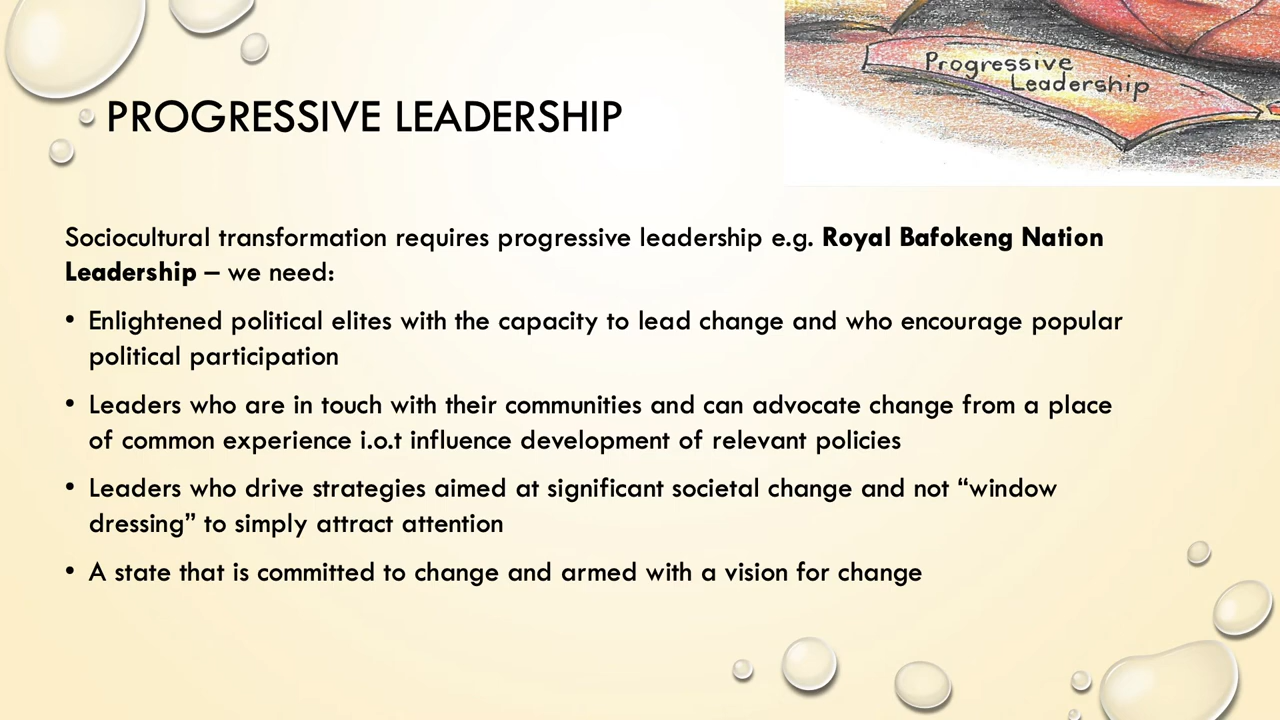 Progressive
Leadership
PROGRESSIVE LEADERSHIP
Sociocultural transformation requires progressive leadership e.g. Royal Bafokeng Nation
Leadership – we need:
• Enlightened political elites with the capacity to lead change and who encourage popular
political participation
• Leaders who are in touch with their communities and can advocate change from a place
of common experience i.o.t influence development of relevant policies
• Leaders who drive strategies aimed at significant societal change and not “window
dressing” to simply attract attention
• A state that is committed to change and armed with a vision for change